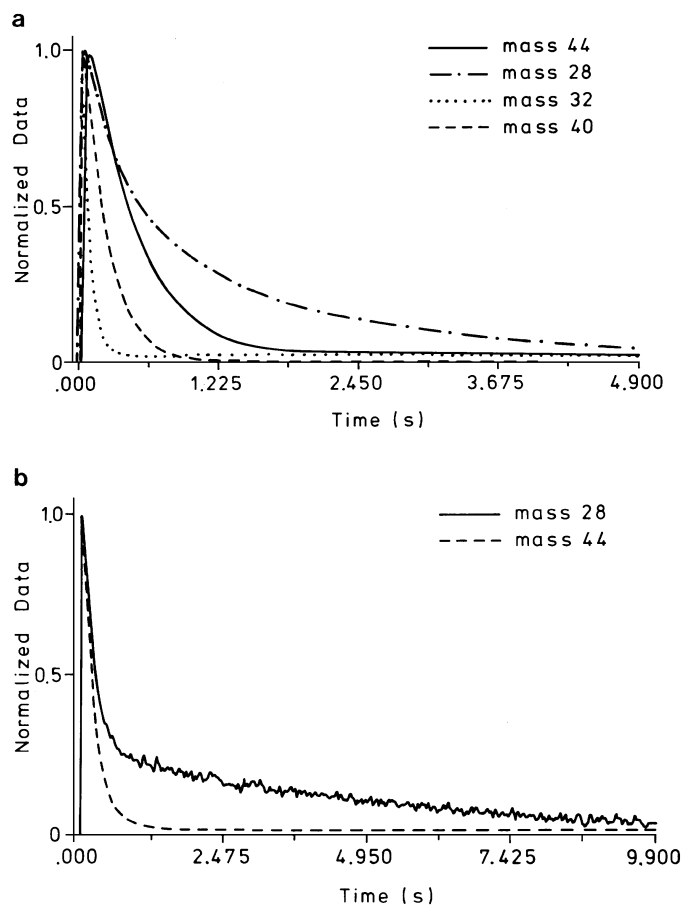 a
1.0
0.5
0
Normalized Data
mass 44
mass 28
mass 32
mass 40
.000 1.225 2.450 3.675 4.900
Time (s)
b
1.0
0.5
0
Normalized Data
mass 28
mass 44
.000 2.475 4.950 7.425 9.900
Time (s)